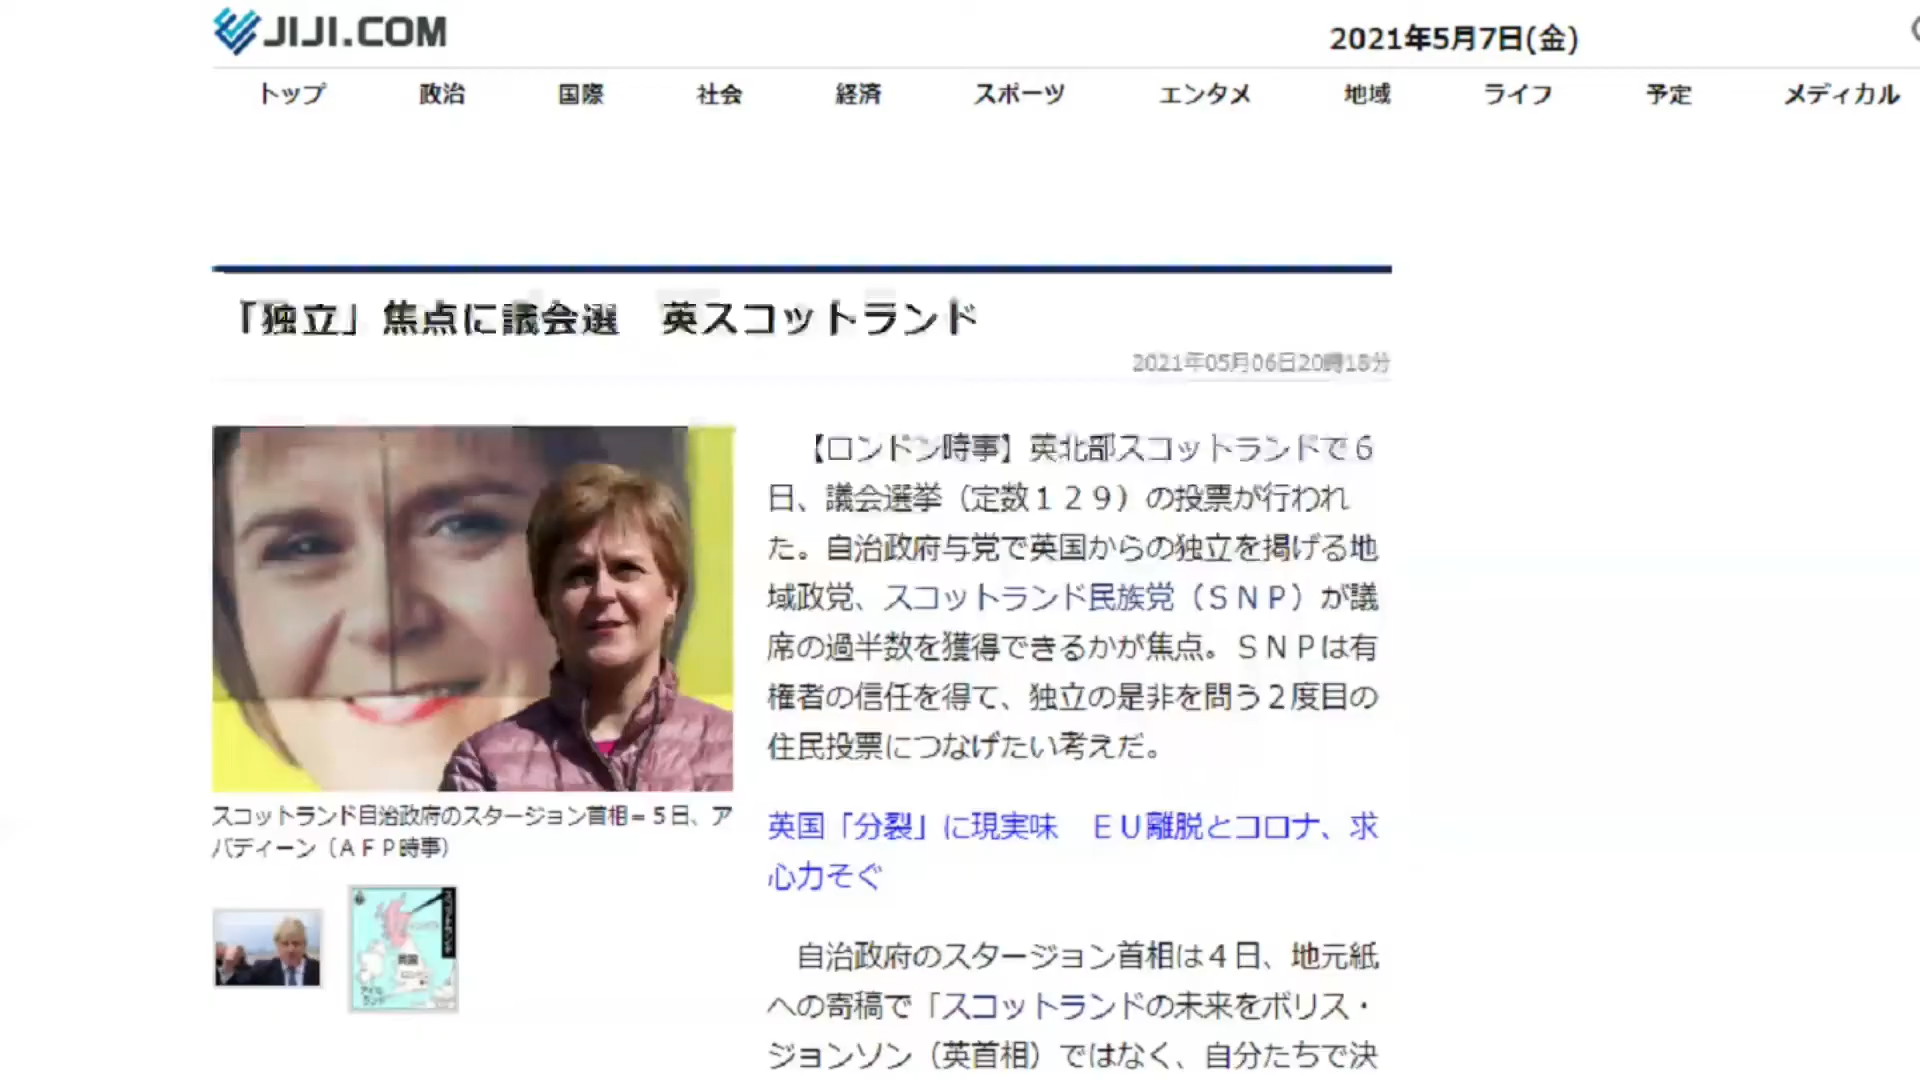 JIJI.COM
2021年5月7日(金)
トップ 政治 国際 社会 経済 スポーツ エンタメ 地域 ライフ 予定 メディカル
「独立」焦点に議会選　英スコットランド
2021年05月06日20時18分
【ロンドン時事】英北部スコットランドで６
日、議会選挙（定数１２９）の投票が行われ
た。自治政府与党で英国からの独立を掲げる地
域政党、スコットランド民族党（ＳＮＰ）が議
席の過半数を獲得できるかが焦点。ＳＮＰは有
権者の信任を得て、独立の是非を問う２度目の
住民投票につなげたい考えだ。
スコットランド自治政府のスタージョン首相＝５日、ア
バディーン（ＡＦＰ時事）
英国「分裂」に現実味　ＥＵ離脱とコロナ、求
心力そぐ
自治政府のスタージョン首相は４日、地元紙
への寄稿で「スコットランドの未来をボリス・
ジョンソン（英首相）ではなく、自分たちで決
英国